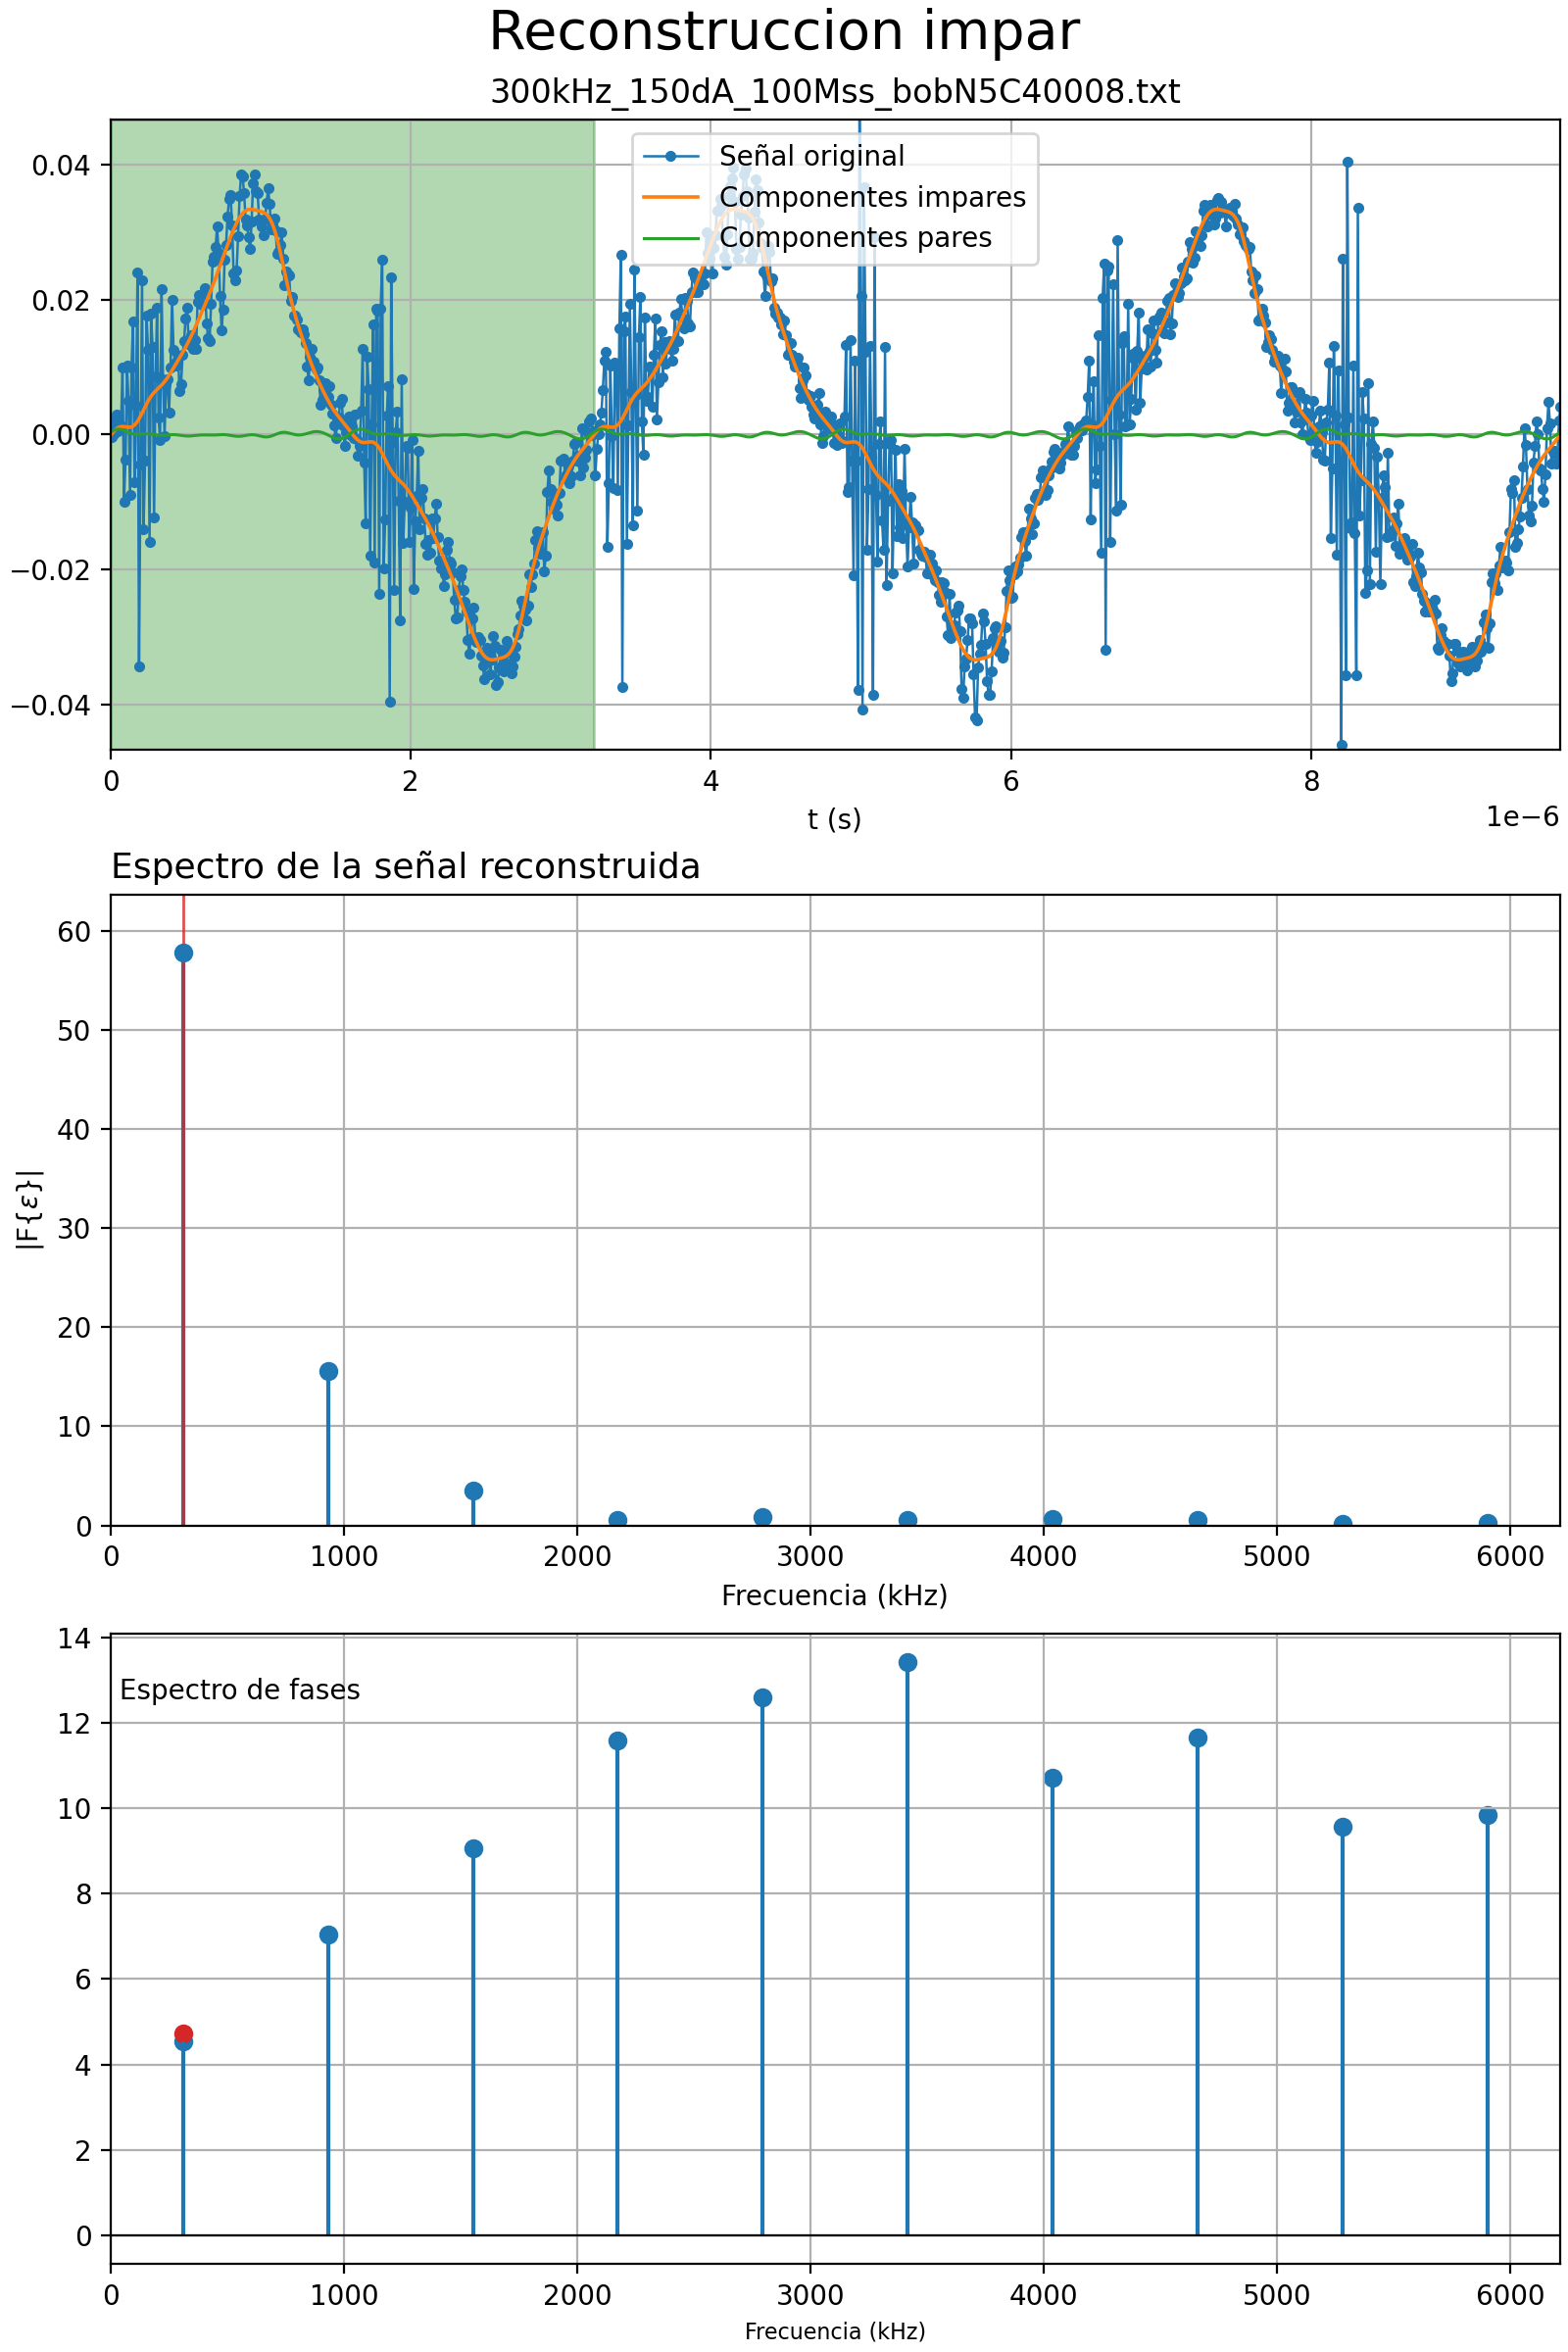 Reconstruccion impar
300kHz_150dA_100Mss_bobN5C40008.txt
Señal original
Componentes impares
Componentes pares
0.04
0.02
0.00
−0.02
−0.04
0 2 4 6 8
t (s)
1e−6
Espectro de la señal reconstruida
60
50
40
30
20
10
0
|F{ε}|
0 1000 2000 3000 4000 5000 6000
Frecuencia (kHz)
14
Espectro de fases
12
10
8
6
4
2
0
0 1000 2000 3000 4000 5000 6000
Frecuencia (kHz)